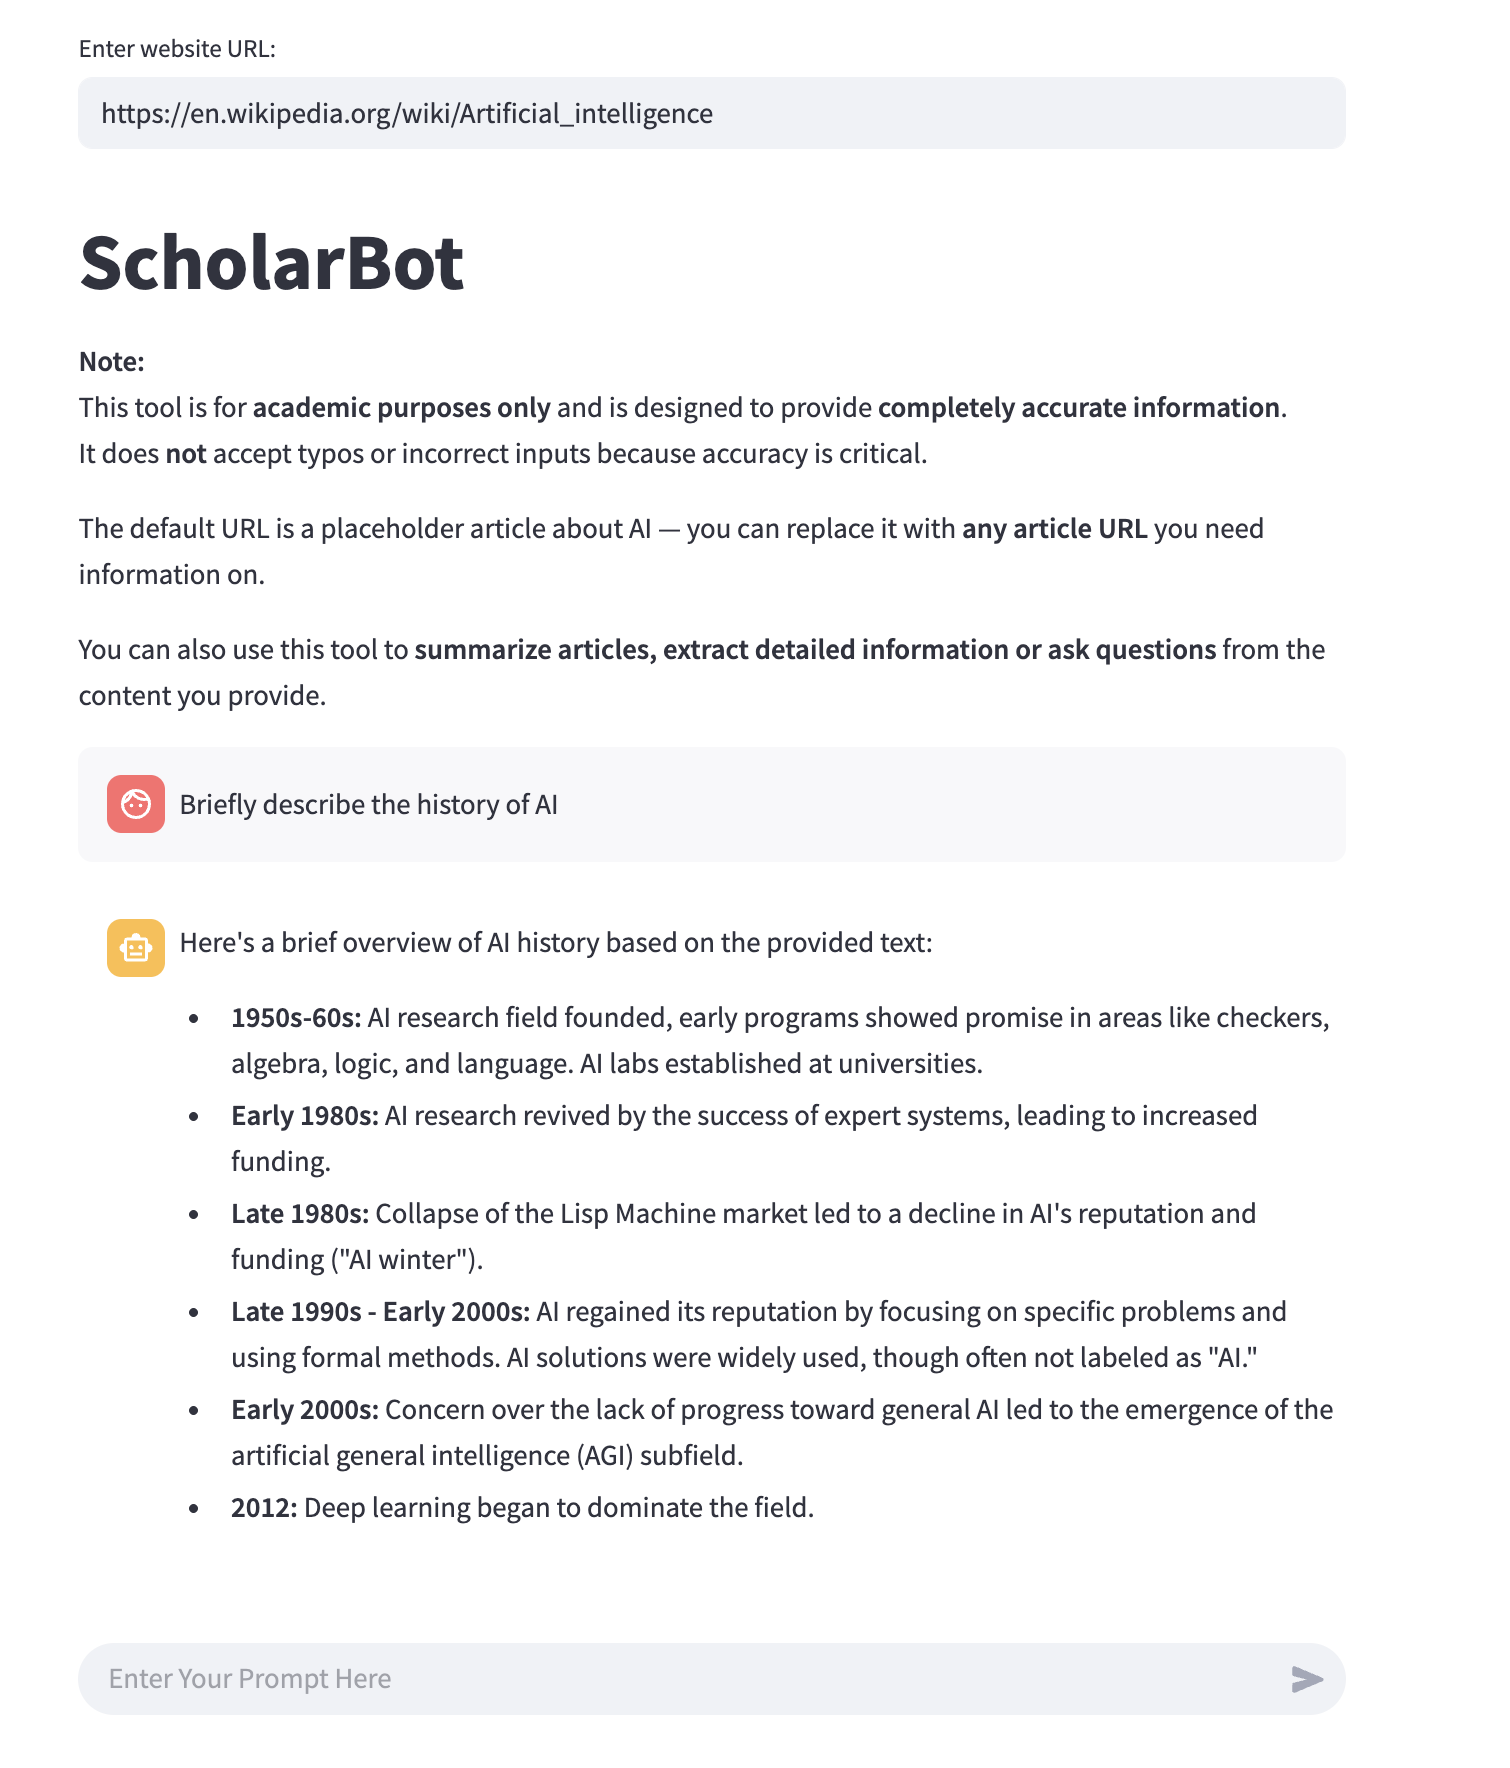 Enter website URL:
https://en.wikipedia.org/wiki/Artificial_intelligence
ScholarBot
Note:
This tool is for academic purposes only and is designed to provide completely accurate information.
It does not accept typos or incorrect inputs because accuracy is critical.
The default URL is a placeholder article about AI — you can replace it with any article URL you need
information on.
You can also use this tool to summarize articles, extract detailed information or ask questions from the
content you provide.
Briefly describe the history of AI
Here's a brief overview of AI history based on the provided text:
• 1950s-60s: AI research field founded, early programs showed promise in areas like checkers,
algebra, logic, and language. AI labs established at universities.
• Early 1980s: AI research revived by the success of expert systems, leading to increased
funding.
• Late 1980s: Collapse of the Lisp Machine market led to a decline in AI's reputation and
funding ("AI winter").
• Late 1990s - Early 2000s: AI regained its reputation by focusing on specific problems and
using formal methods. AI solutions were widely used, though often not labeled as "AI."
• Early 2000s: Concern over the lack of progress toward general AI led to the emergence of the
artificial general intelligence (AGI) subfield.
• 2012: Deep learning began to dominate the field.
Enter Your Prompt Here